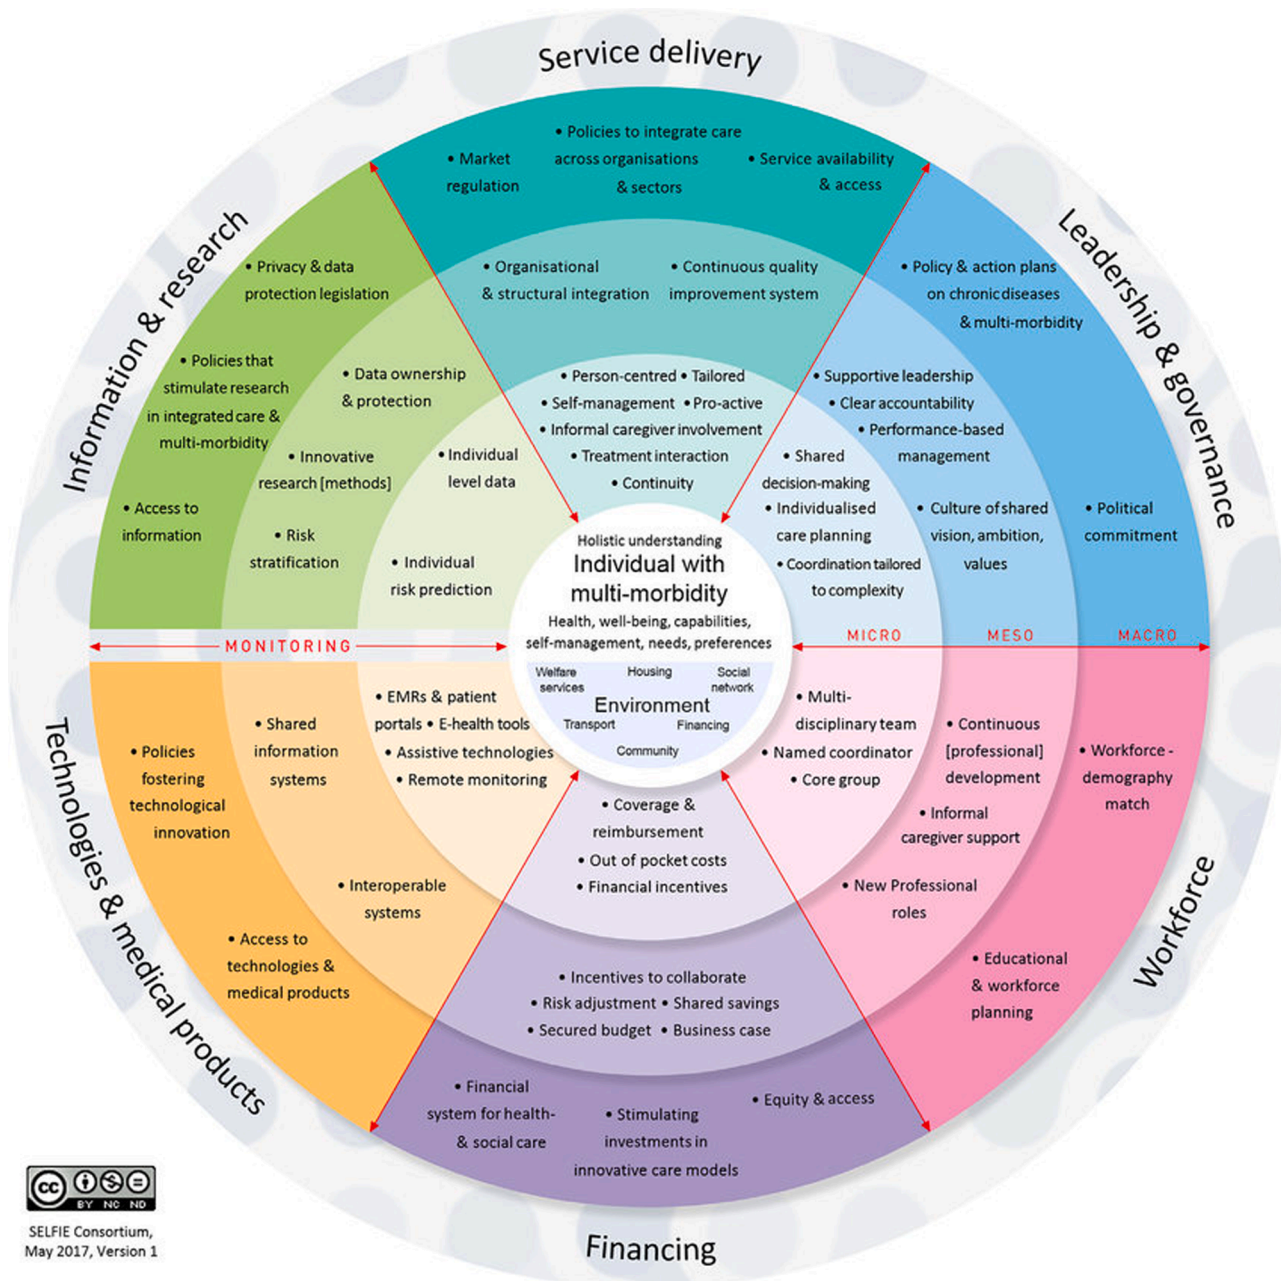 Service delivery
• Policies to integrate care
across organisations
& sectors
• Market
regulation
• Service availability
& access
• Organisational
& structural integration
• Continuous quality
improvement system
• Person-centred • Tailored
• Self-management • Pro-active
• Informal caregiver involvement
• Treatment interaction
• Continuity
Leadership & governance
• Policy & action plans
on chronic diseases
& multi-morbidity
• Political
commitment
• Supportive leadership
• Clear accountability
• Performance-based
management
• Culture of shared
vision, ambition,
values
• Shared
decision-making
• Individualised
care planning
• Coordination tailored
to complexity
Information & research
• Privacy & data
protection legislation
• Policies that
stimulate research
in integrated care &
multi-morbidity
• Access to
information
• Data ownership
& protection
• Innovative
research [methods]
• Risk
stratification
• Individual
level data
• Individual
risk prediction
Holistic understanding
Individual with
multi-morbidity
Health, well-being, capabilities,
self-management, needs, preferences
Welfare
services
Housing
Social
network
Environment
Transport
Financing
Community
MONITORING
MICRO
MESO
MACRO
Technologies & medical products
• EMRs & patient
portals • E-health tools
• Assistive technologies
• Remote monitoring
• Shared
information
systems
• Interoperable
systems
• Policies
fostering
technological
innovation
• Access to
technologies &
medical products
Workforce
• Multi-
disciplinary team
• Named coordinator
• Core group
• Continuous
[professional]
development
• Informal
caregiver support
• New Professional
roles
• Workforce -
demography
match
• Educational
& workforce
planning
• Coverage &
reimbursement
• Out of pocket costs
• Financial incentives
• Incentives to collaborate
• Risk adjustment • Shared savings
• Secured budget • Business case
• Financial
system for health-
& social care
• Stimulating
investments in
innovative care models
• Equity & access
Financing
CC
BY NC ND
SELFIE Consortium,
May 2017, Version 1